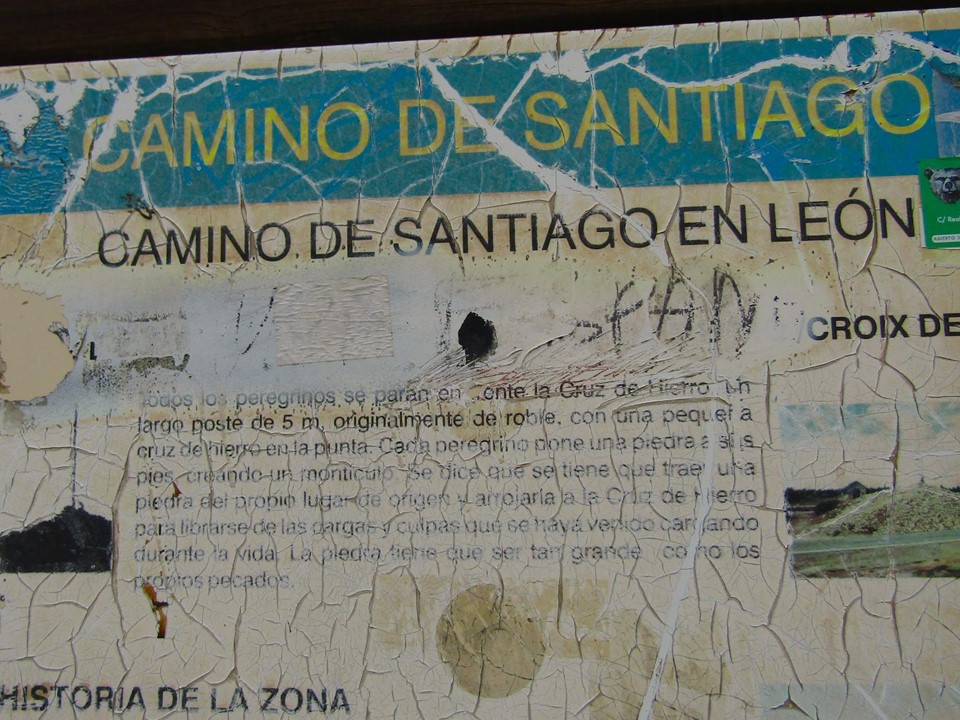 CAMINO DE SANTIAGO
CAMINO DE SANTIAGO EN LEÓN
CROIX DE
Todos los peregrinos se paran en onte la Cruz de Hierro. Un
largo poste de 5 m, originalmente de roble, con una pequeña
cruz de hierro en la punta. Cada peregrino pone una piedra a sus
pies, creando un montículo. Se dice que se tiene que traer una
piedra del propio lugar de origen y arrojarla a la Cruz de Hierro
para librarse de las cargas y culpas que se haya venido cargando
durante la vida. La piedra tiene que ser tan grande como los
propios pecados.
HISTORIA DE LA ZONA
C/ Real
ABIERTO